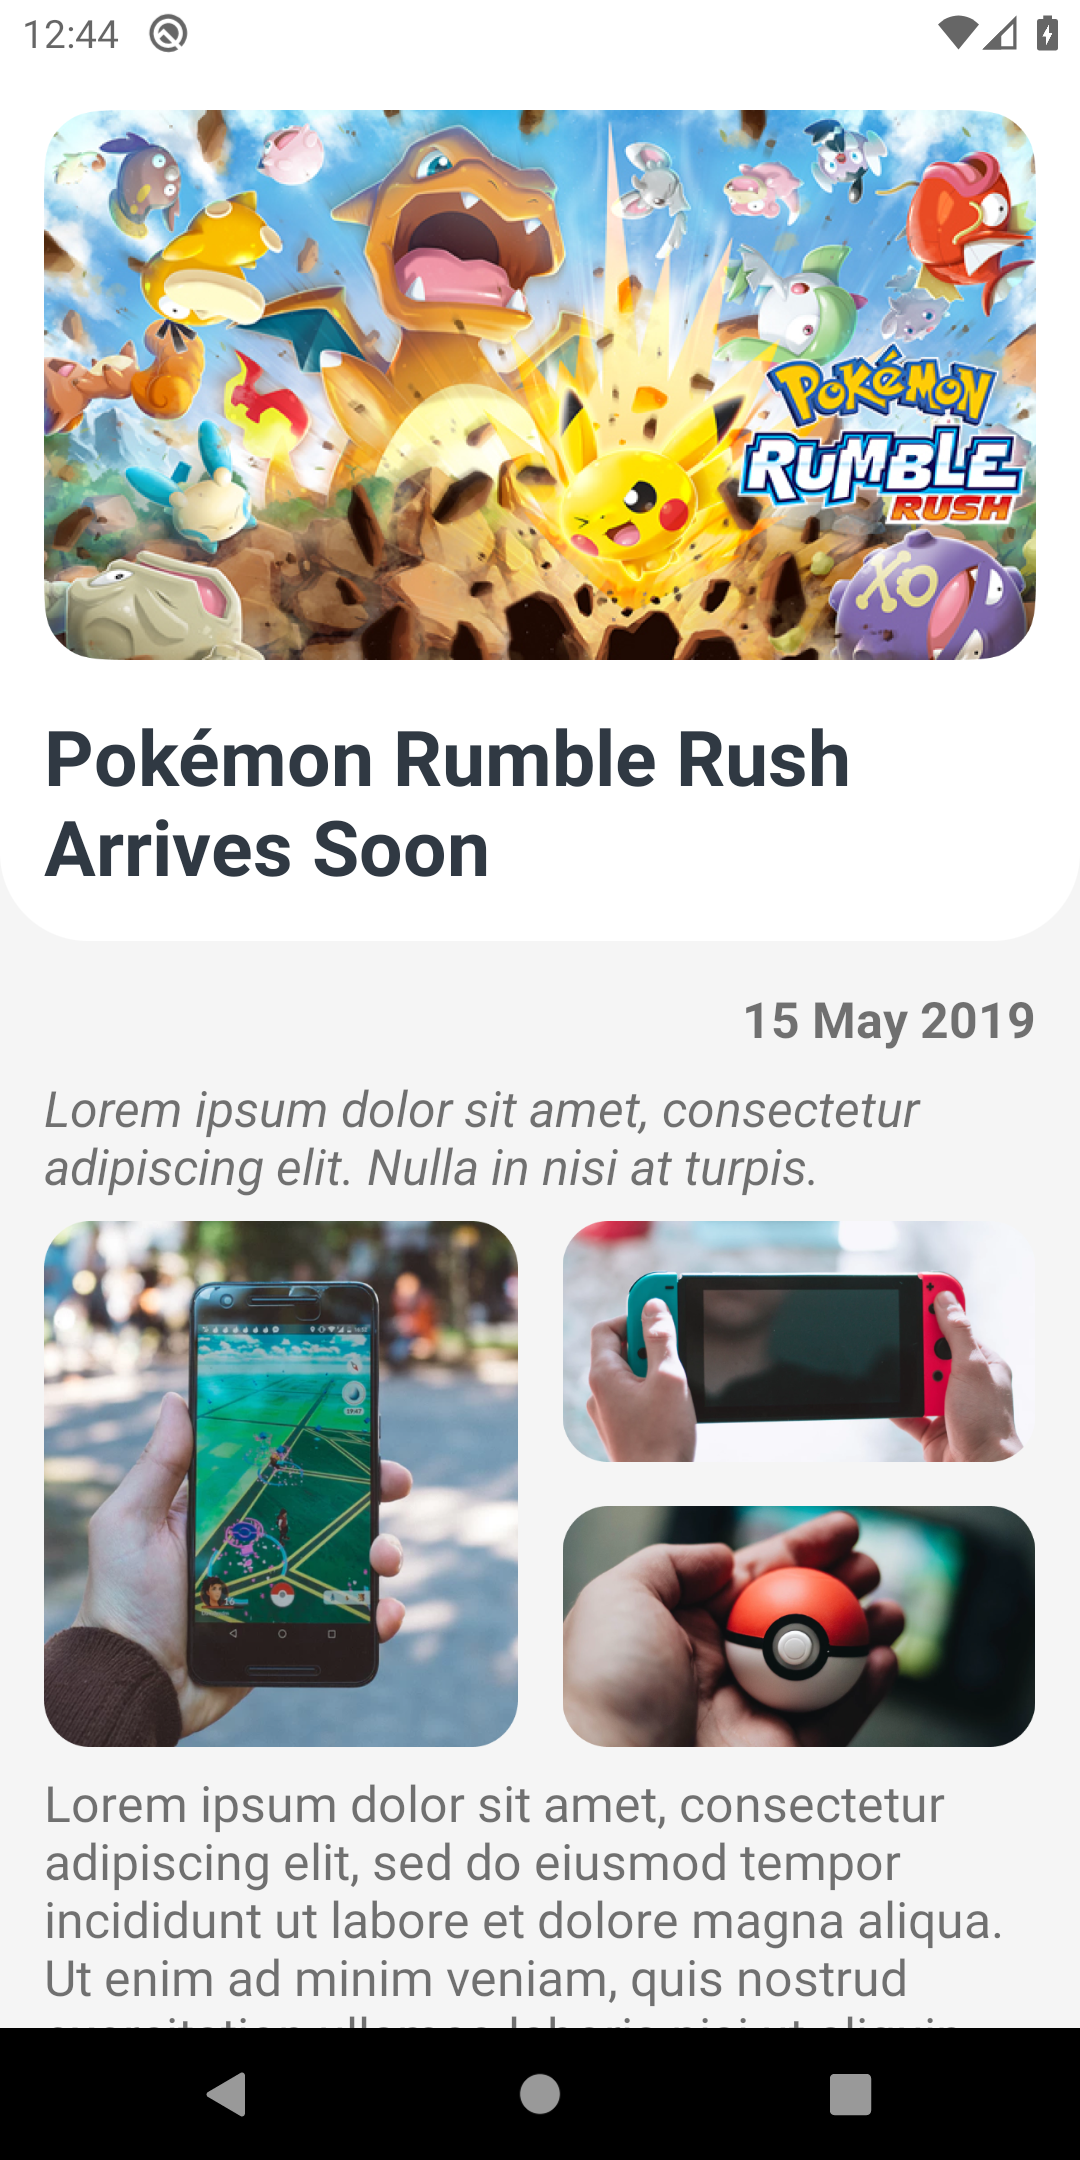 12:44
POKéMON
RUMBLE
RUSH
Pokémon Rumble Rush
Arrives Soon
15 May 2019
Lorem ipsum dolor sit amet, consectetur
adipiscing elit. Nulla in nisi at turpis.
Lorem ipsum dolor sit amet, consectetur
adipiscing elit, sed do eiusmod tempor
incididunt ut labore et dolore magna aliqua.
Ut enim ad minim veniam, quis nostrud